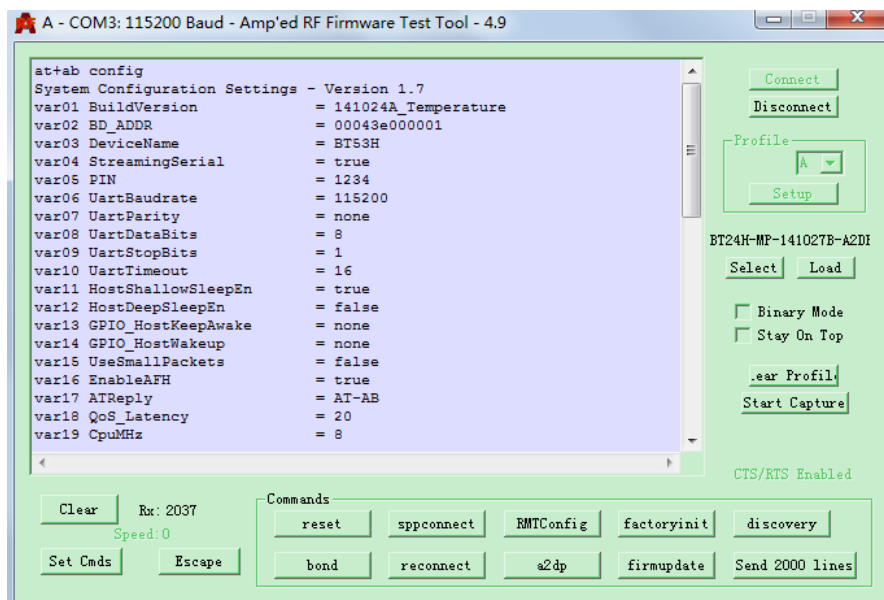 A - COM3: 115200 Baud - Amp'ed RF Firmware Test Tool - 4.9
at+ab config
System Configuration Settings - Version 1.7
var01 BuildVersion = 141024A_Temperature
var02 BD_ADDR = 00043e000001
var03 DeviceName = BT53H
var04 StreamingSerial = true
var05 PIN = 1234
var06 UartBaudrate = 115200
var07 UartParity = none
var08 UartDataBits = 8
var09 UartStopBits = 1
var10 UartTimeout = 16
var11 HostShallowSleepEn = true
var12 HostDeepSleepEn = false
var13 GPIO_HostKeepAwake = none
var14 GPIO_HostWakeup = none
var15 UseSmallPackets = false
var16 EnableAFH = true
var17 ATReply = AT-AB
var18 QoS_Latency = 20
var19 CpuMHz = 8
Connect
Disconnect
Profile
A
Setup
BT24H-MP-141027B-A2DI
Select Load
Binary Mode
Stay On Top
.ear Profil
Start Capture
CTS/RTS Enabled
Clear Rx: 2037
Speed:0
Set Cmds Escape
Commands
reset sppconnect RMTConfig factoryinit discovery
bond reconnect a2dp firmupdate Send 2000 lines